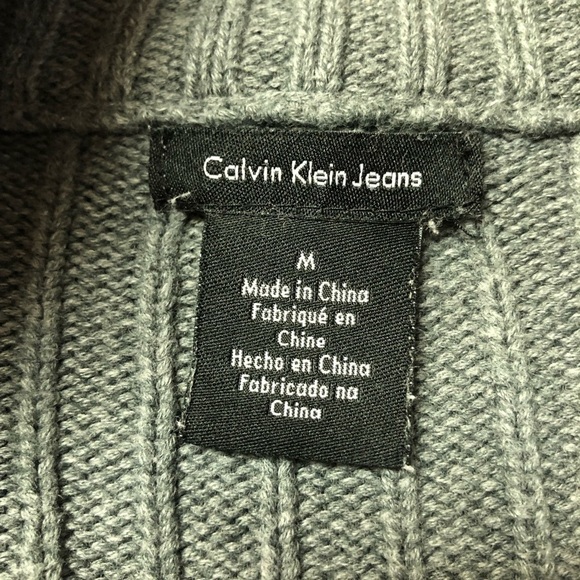 Calvin Klein Jeans
M
Made in China
Fabriqué en
Chine
Hecho en China
Fabricado na
China